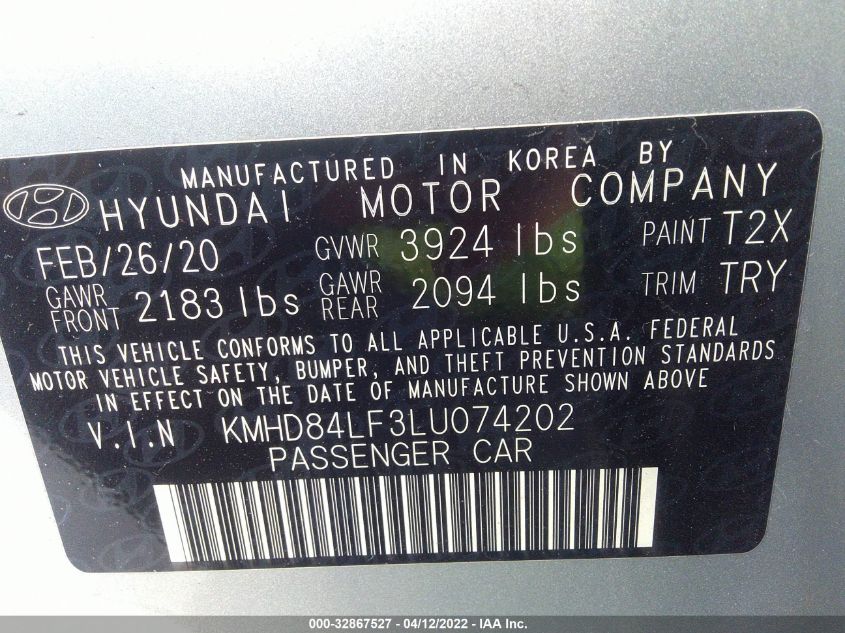 MANUFACTURED IN KOREA BY
HYUNDAI MOTOR COMPANY
FEB/26/20 GVWR 3924 lbs PAINT T2X
GAWR FRONT 2183 lbs GAWR REAR 2094 lbs TRIM TRY
THIS VEHICLE CONFORMS TO ALL APPLICABLE U.S.A. FEDERAL
MOTOR VEHICLE SAFETY, BUMPER, AND THEFT PREVENTION STANDARDS
IN EFFECT ON THE DATE OF MANUFACTURE SHOWN ABOVE
V.I.N KMHD84LF3LU074202
PASSENGER CAR
000-32867527 - 04/12/2022 - IAA Inc.